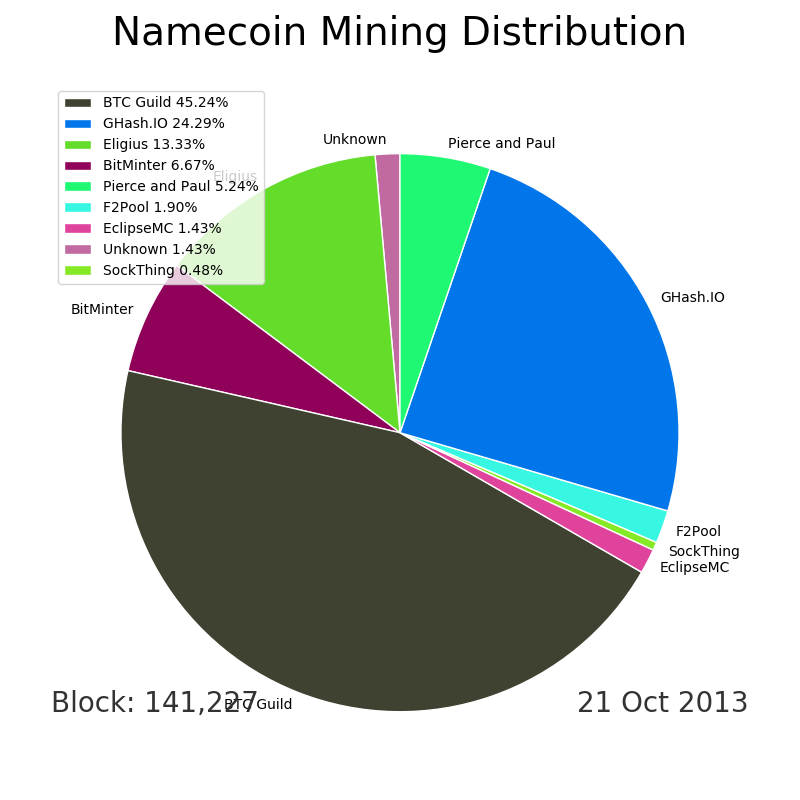 Namecoin Mining Distribution
BTC Guild 45.24%
GHash.IO 24.29%
Eligius 13.33%
BitMinter 6.67%
Pierce and Paul 5.24%
F2Pool 1.90%
EclipseMC 1.43%
Unknown 1.43%
SockThing 0.48%
Unknown
Pierce and Paul
Eligius
GHash.IO
BitMinter
F2Pool
SockThing
EclipseMC
BTC Guild
Block: 141,227
21 Oct 2013